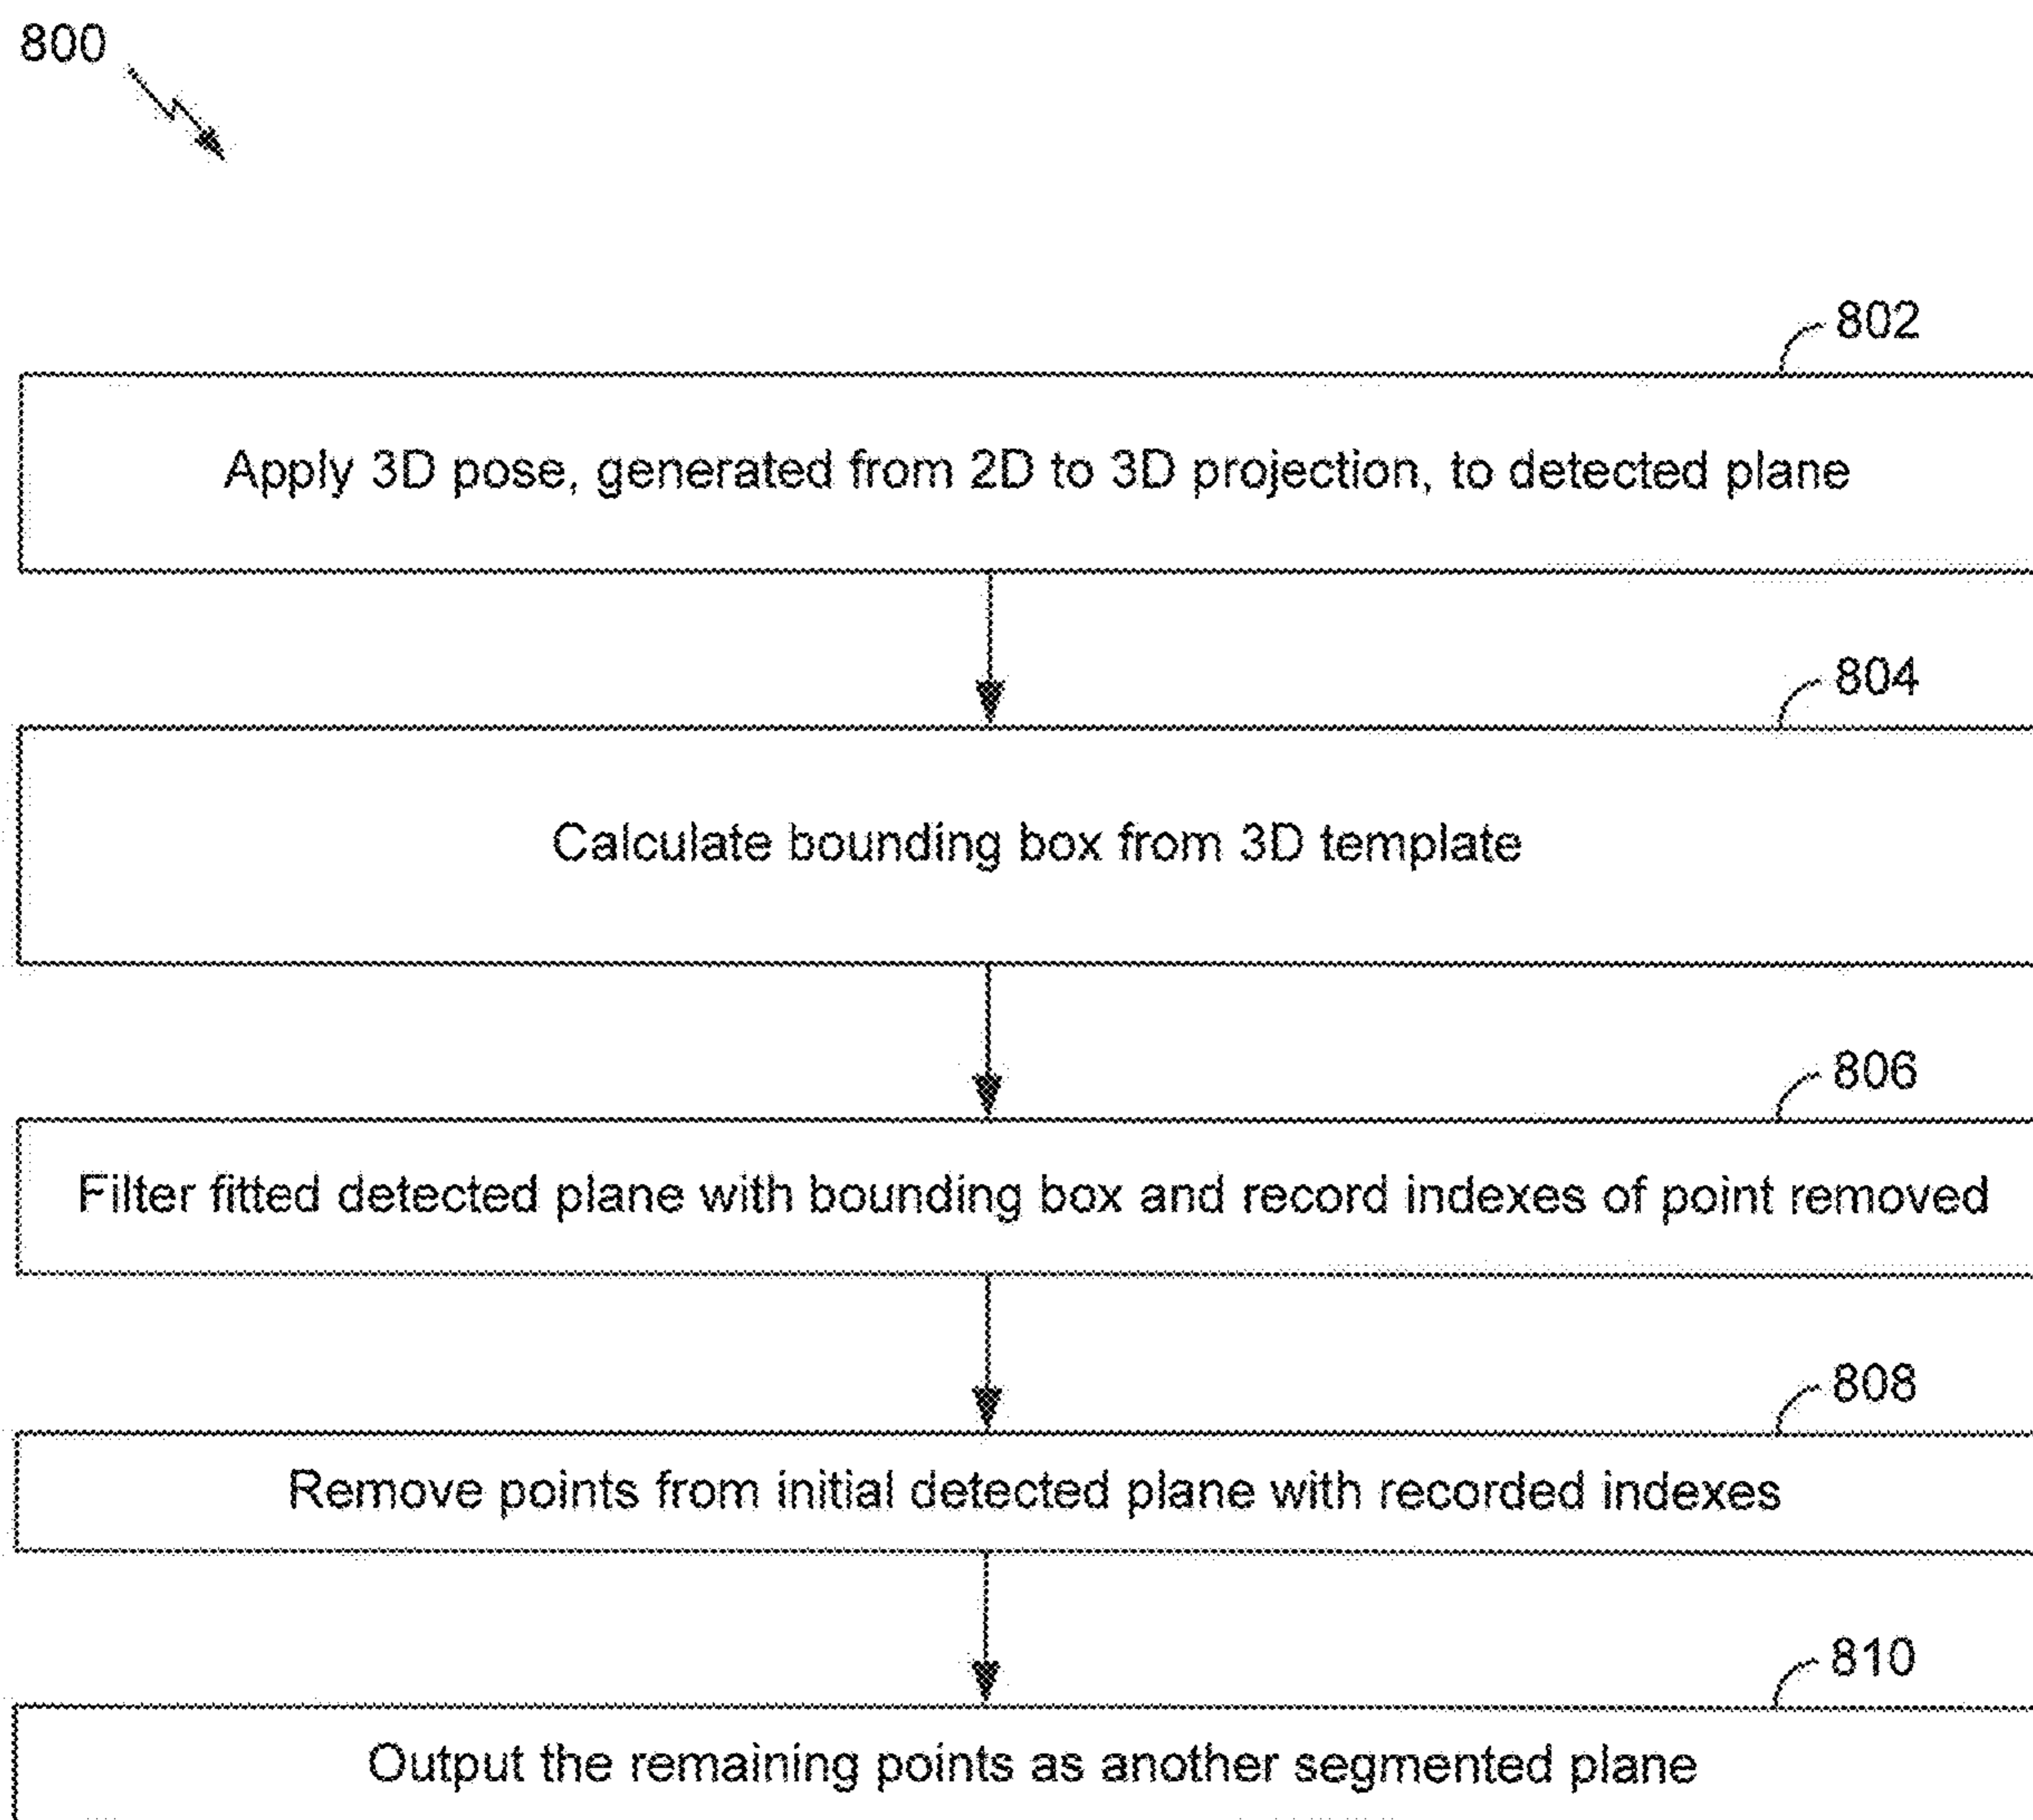 800
802
Apply 3D pose, generated from 2D to 3D projection, to detected plane
804
Calculate bounding box from 3D template
806
Filter fitted detected plane with bounding box and record indexes of point removed
808
Remove points from initial detected plane with recorded indexes
810
Output the remaining points as another segmented plane